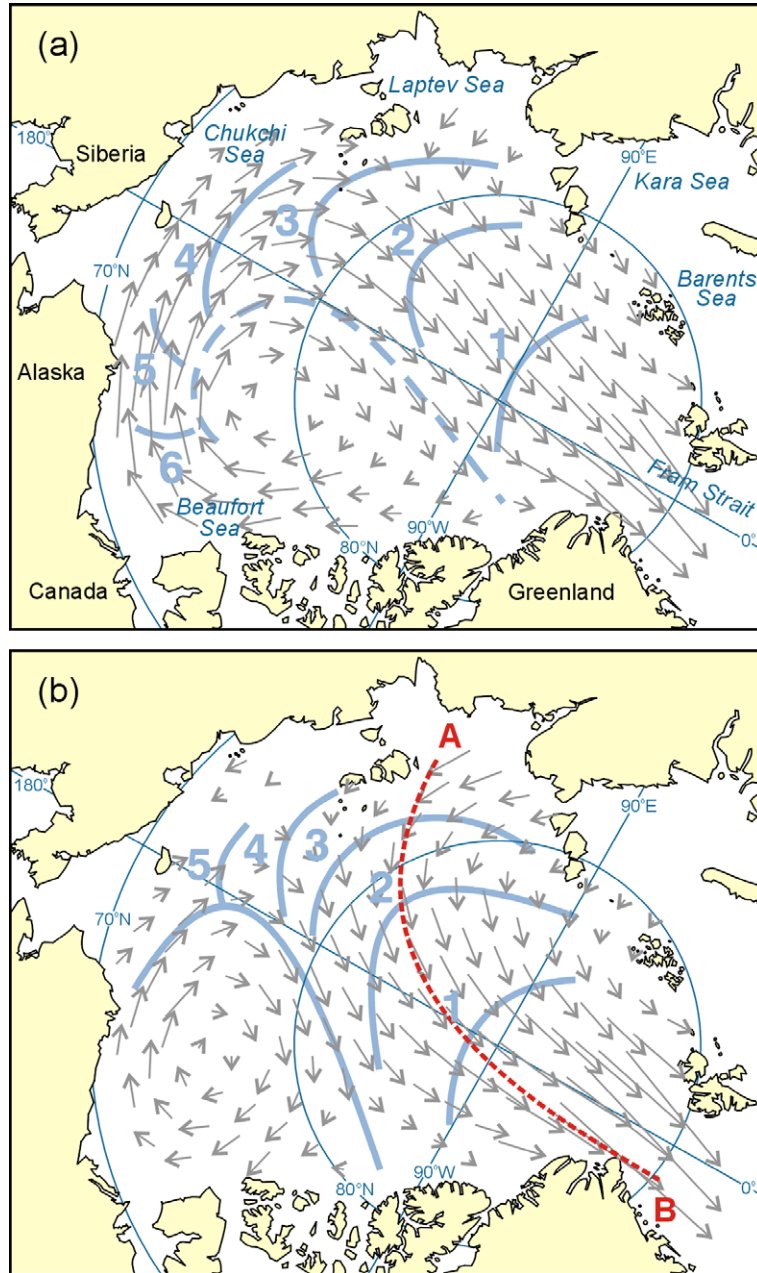 (a)
Laptev Sea
180°
Siberia
Chukchi
Sea
90°E
Kara Sea
3
2
4
70°N
Barents
Sea
1
Alaska
5
6
Fram Strait
Beaufort
Sea
90°W
0°
80°N
Canada
Greenland
(b)
A
180°
90°E
5
4
3
2
70°N
1
90°W
0°
80°N
B